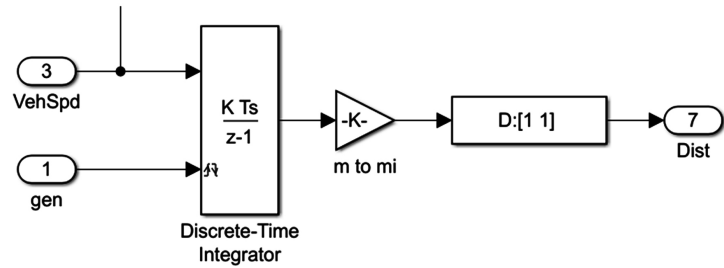 3
VehSpd
1
gen
K Ts
z-1
Discrete-Time
Integrator
-K-
m to mi
D:[1 1]
7
Dist